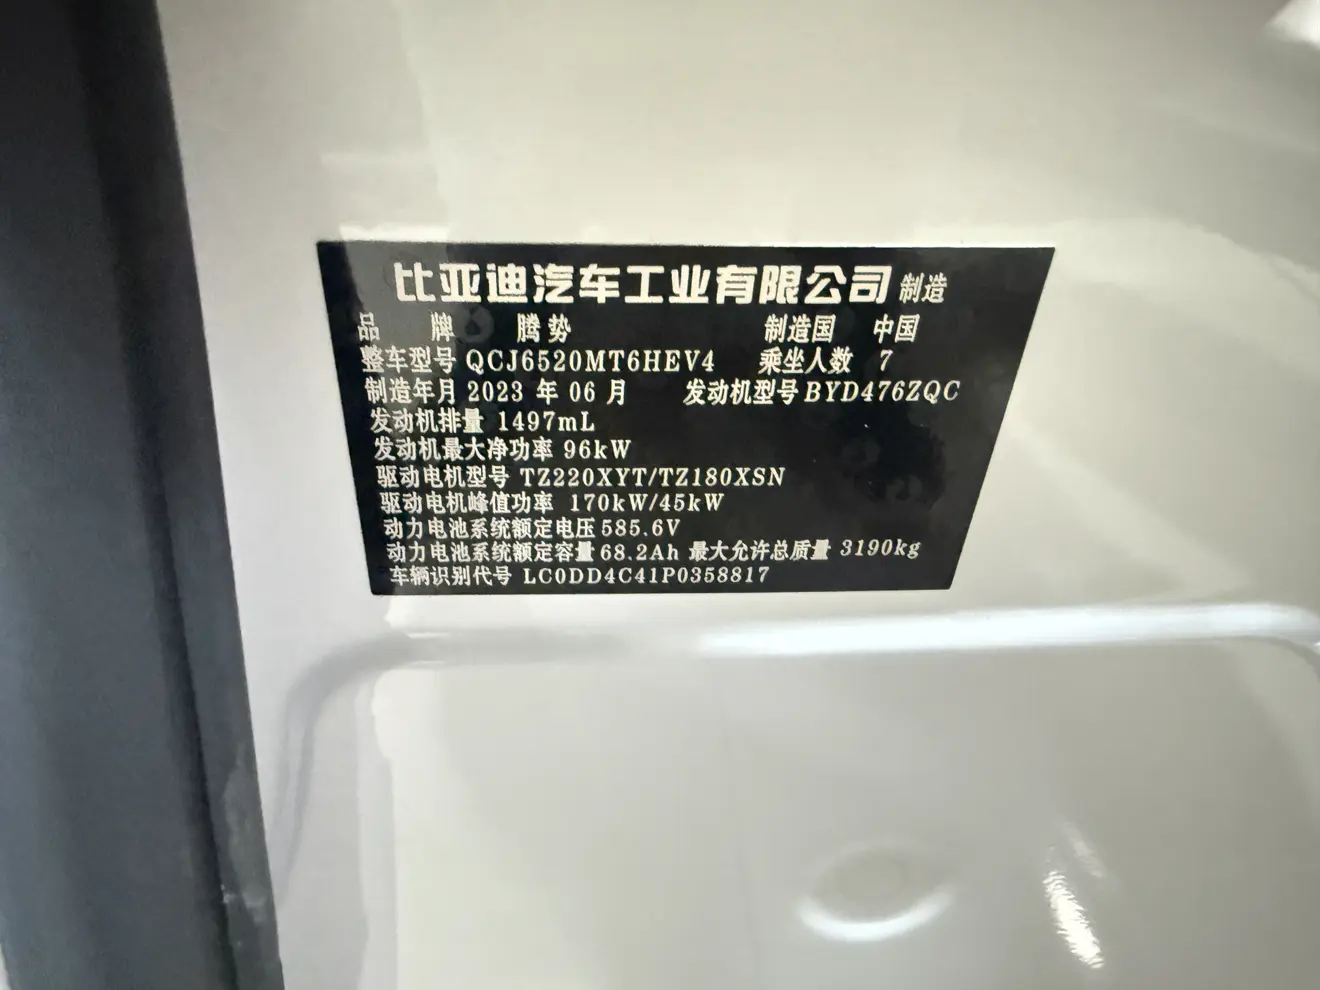 比亚迪汽车工业有限公司 制造
品 牌 腾势 制造国 中国
整车型号 QCJ6520MT6HEV4 乘坐人数 7
制造年月 2023 年 06 月 发动机型号 BYD476ZQC
发动机排量 1497mL
发动机最大净功率 96kW
驱动电机型号 TZ220XYT/TZ180XSN
驱动电机峰值功率 170kW/45kW
动力电池系统额定电压 585.6V
动力电池系统额定容量 68.2Ah 最大允许总质量 3190kg
车辆识别代号 LC0DD4C41P0358817